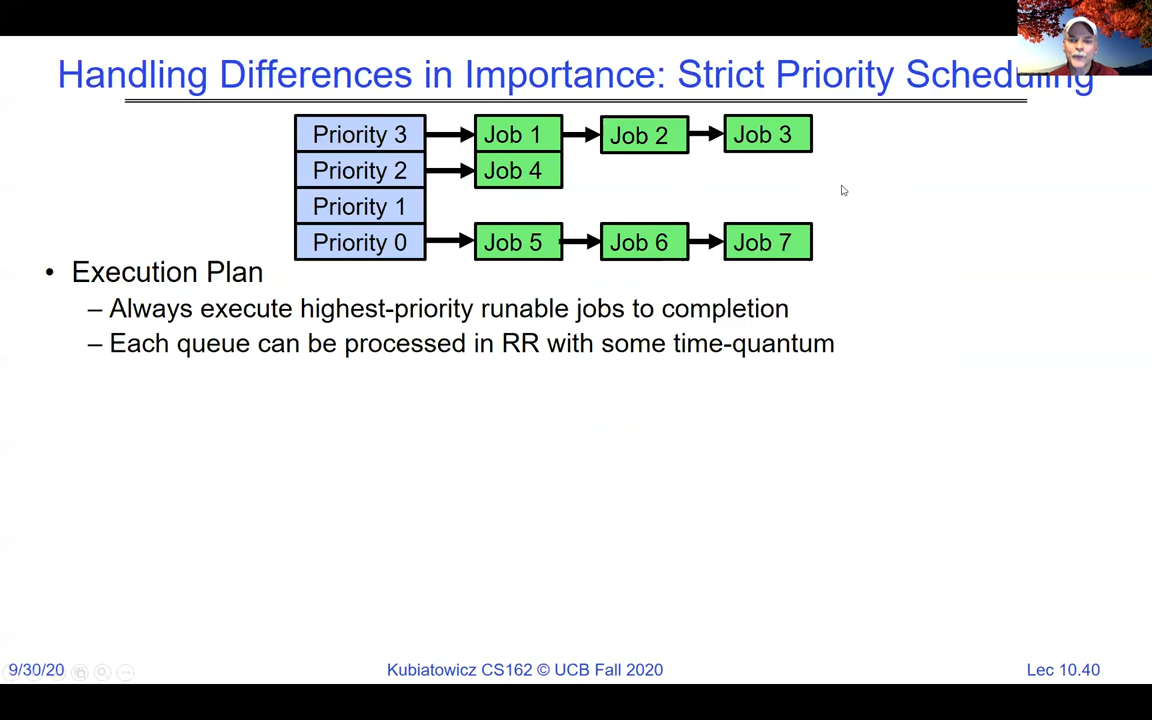 Handling Differences in Importance: Strict Priority Scheduling
Priority 3 Job 1 Job 2 Job 3
Priority 2 Job 4
Priority 1
Priority 0 Job 5 Job 6 Job 7
• Execution Plan
– Always execute highest-priority runable jobs to completion
– Each queue can be processed in RR with some time-quantum
9/30/20 Kubiatowicz CS162 © UCB Fall 2020 Lec 10.40